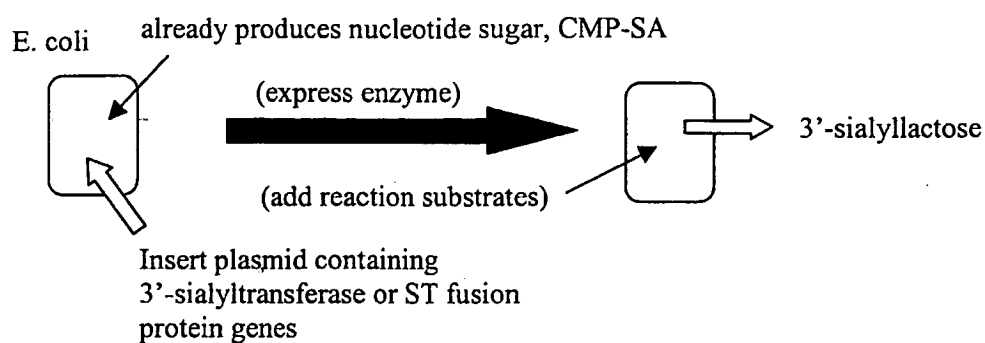 already produces nucleotide sugar, CMP-SA
E. coli
(express enzyme)
3'-sialyllactose
(add reaction substrates)
Insert plasmid containing
3'-sialyltransferase or ST fusion
protein genes